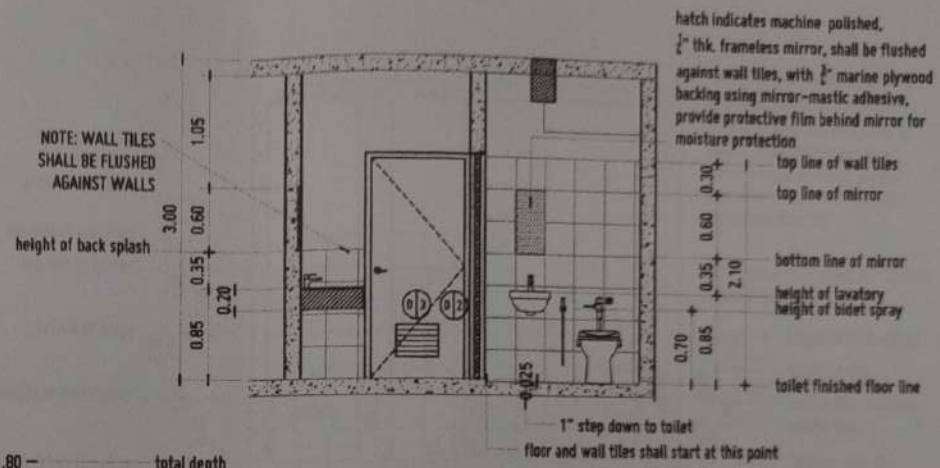 hatch indicates machine polished,
1/4" thk. frameless mirror, shall be flushed
against wall tiles, with 3/4" marine plywood
backing using mirror-mastic adhesive,
provide protective film behind mirror for
moisture protection
NOTE: WALL TILES
SHALL BE FLUSHED
AGAINST WALLS
height of back splash
3.00
1.05
0.60
0.35
0.20
0.85
top line of wall tiles
top line of mirror
bottom line of mirror
height of lavatory
height of bidet spray
toilet finished floor line
0.30
0.60
0.35
2.10
0.70
0.85
.025
1" step down to toilet
floor and wall tiles shall start at this point
.80
total depth